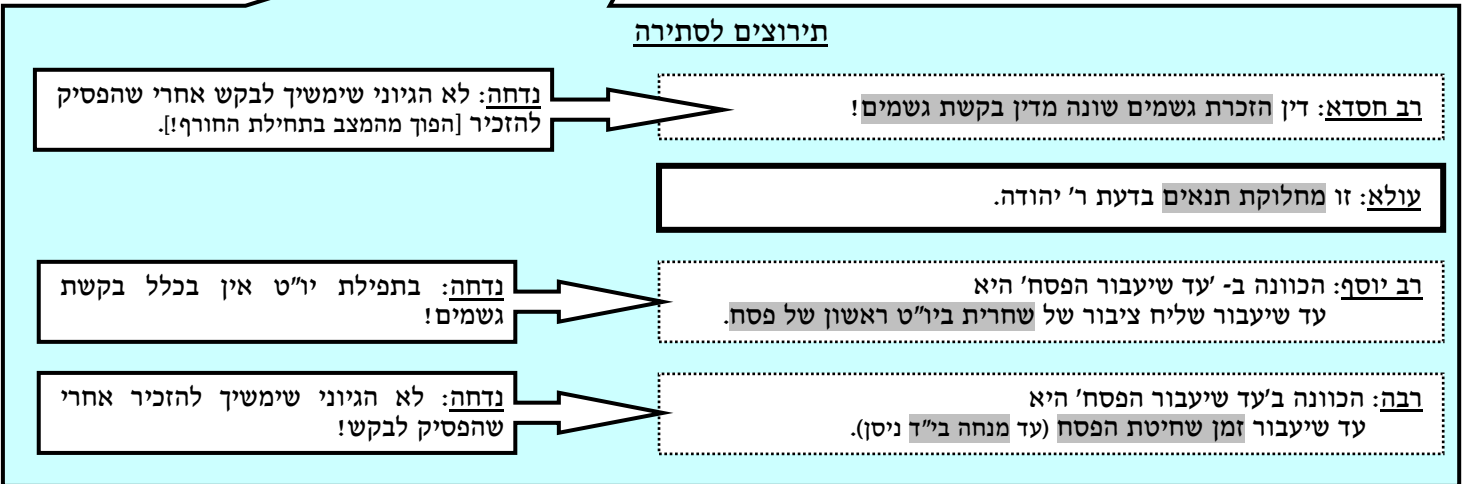 תירוצים לסתירה
רב חסדא: דין הזכרת גשמים שונה מדין בקשת גשמים!
נדחה: לא הגיוני שימשיך לבקש אחרי שהפסיק
להזכיר [הפוך מהמצב בתחילת החורף!].
עולא: זו מחלוקת תנאים בדעת ר' יהודה.
רב יוסף: הכוונה ב- 'עד שיעבור הפסח' היא
עד שיעבור שליח ציבור של שחרית ביו"ט ראשון של פסח.
נדחה: בתפילת יו"ט אין בכלל בקשת
גשמים!
רבה: הכוונה ב'עד שיעבור הפסח' היא
עד שיעבור זמן שחיטת הפסח (עד מנחה בי"ד ניסן).
נדחה: לא הגיוני שימשיך להזכיר אחרי
שהפסיק לבקש!